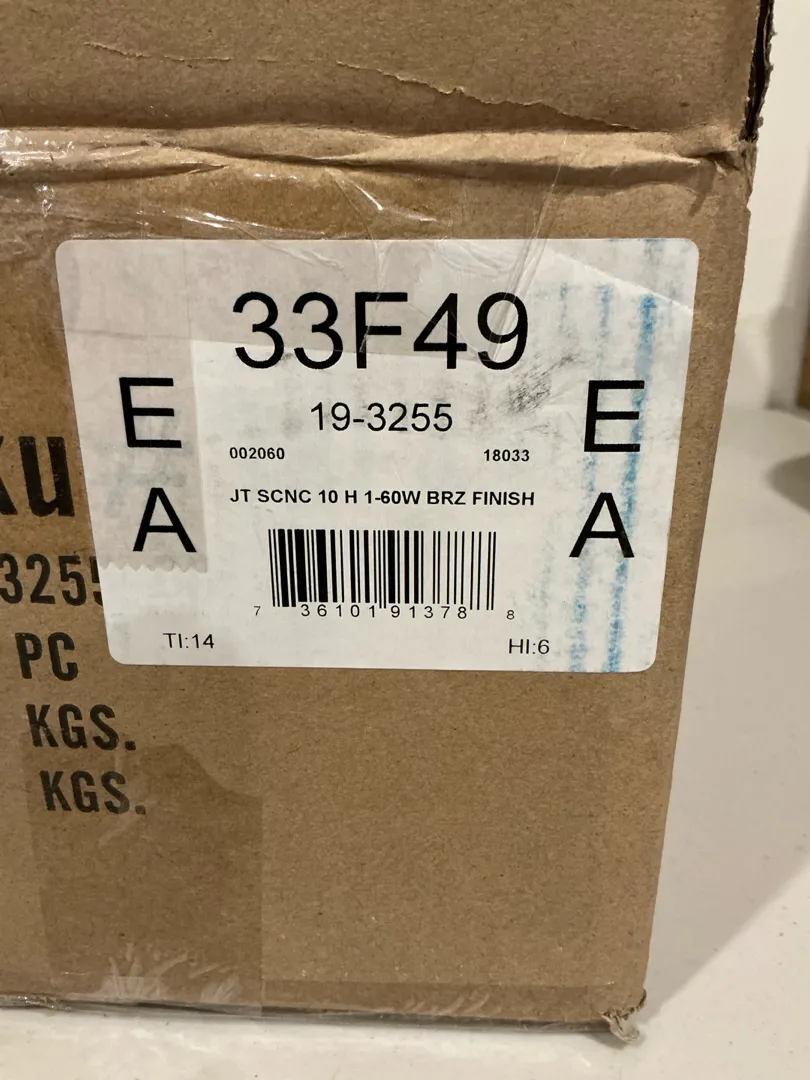 33F49
E
E
19-3255
002060 18033
JT SCNC 10 H 1-60W BRZ FINISH
A
A
7 36101 91378 8
TI:14 HI:6
PC
KGS.
KGS.